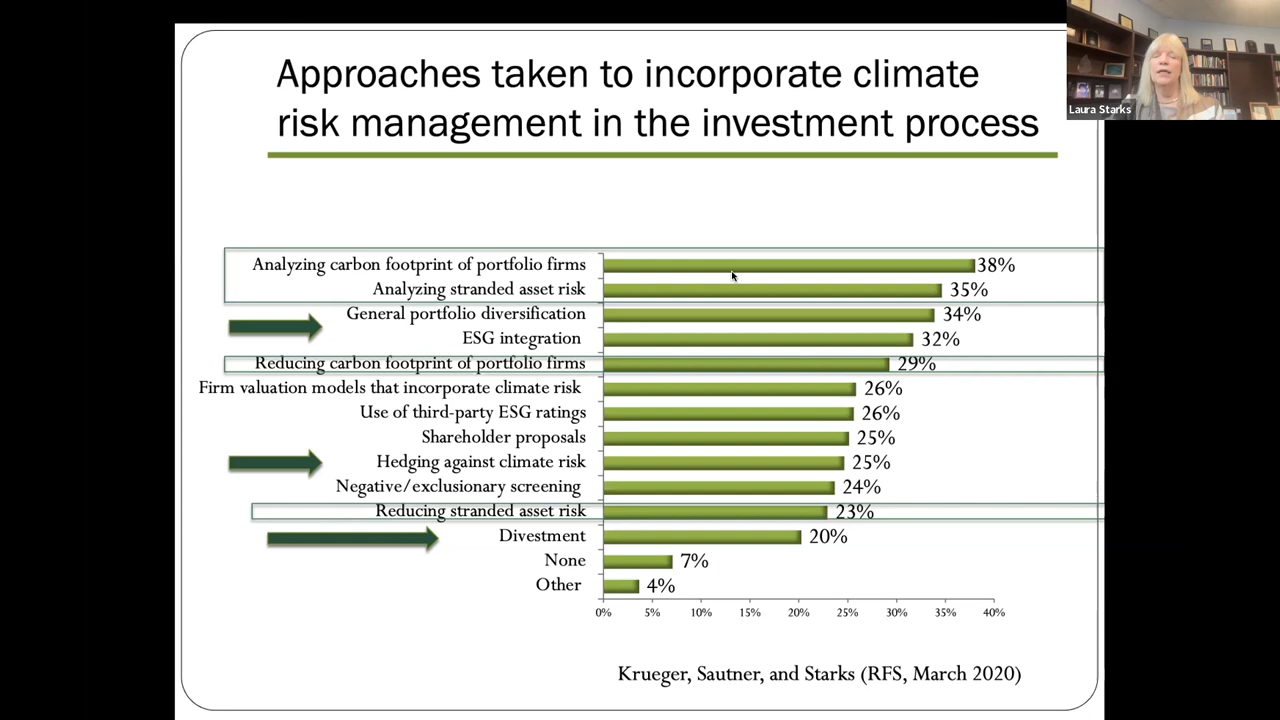 Approaches taken to incorporate climate
risk management in the investment process
Laura Starks
Analyzing carbon footprint of portfolio firms 38%
Analyzing stranded asset risk 35%
General portfolio diversification 34%
ESG integration 32%
Reducing carbon footprint of portfolio firms 29%
Firm valuation models that incorporate climate risk 26%
Use of third-party ESG ratings 26%
Shareholder proposals 25%
Hedging against climate risk 25%
Negative/exclusionary screening 24%
Reducing stranded asset risk 23%
Divestment 20%
None 7%
Other 4%
0% 5% 10% 15% 20% 25% 30% 35% 40%
Krueger, Sautner, and Starks (RFS, March 2020)